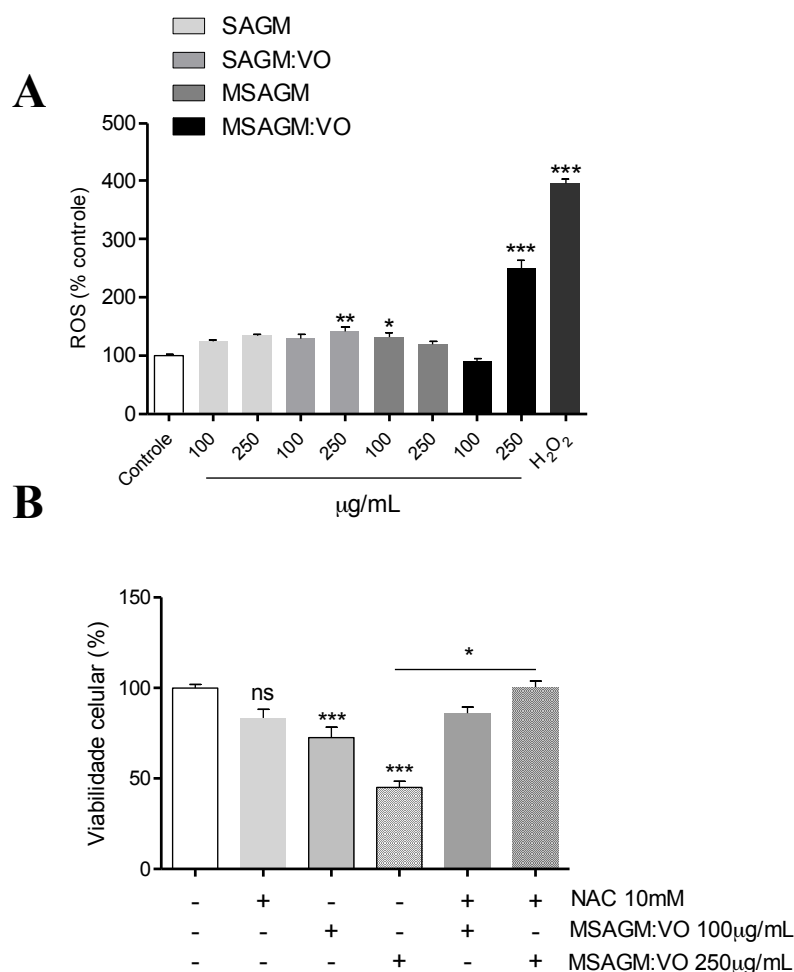 SAGM
SAGM:VO
A
MSAGM
MSAGM:VO
500
400
300
200
100
0
ROS (% controle)
**
*
***
***
Controle 100 250 100 250 100 250 100 250 H₂O₂
µg/mL
B
150
100
50
0
Viabilidade celular (%)
ns
***
***
*
- + - - + + NAC 10mM
- - + - + - MSAGM:VO 100µg/mL
- - - + - + MSAGM:VO 250µg/mL